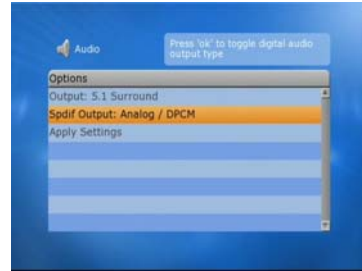 Audio
Press 'ok' to toggle digital audio
output type
Options
Output: 5.1 Surround
Spdif Output: Analog / DPCM
Apply Settings